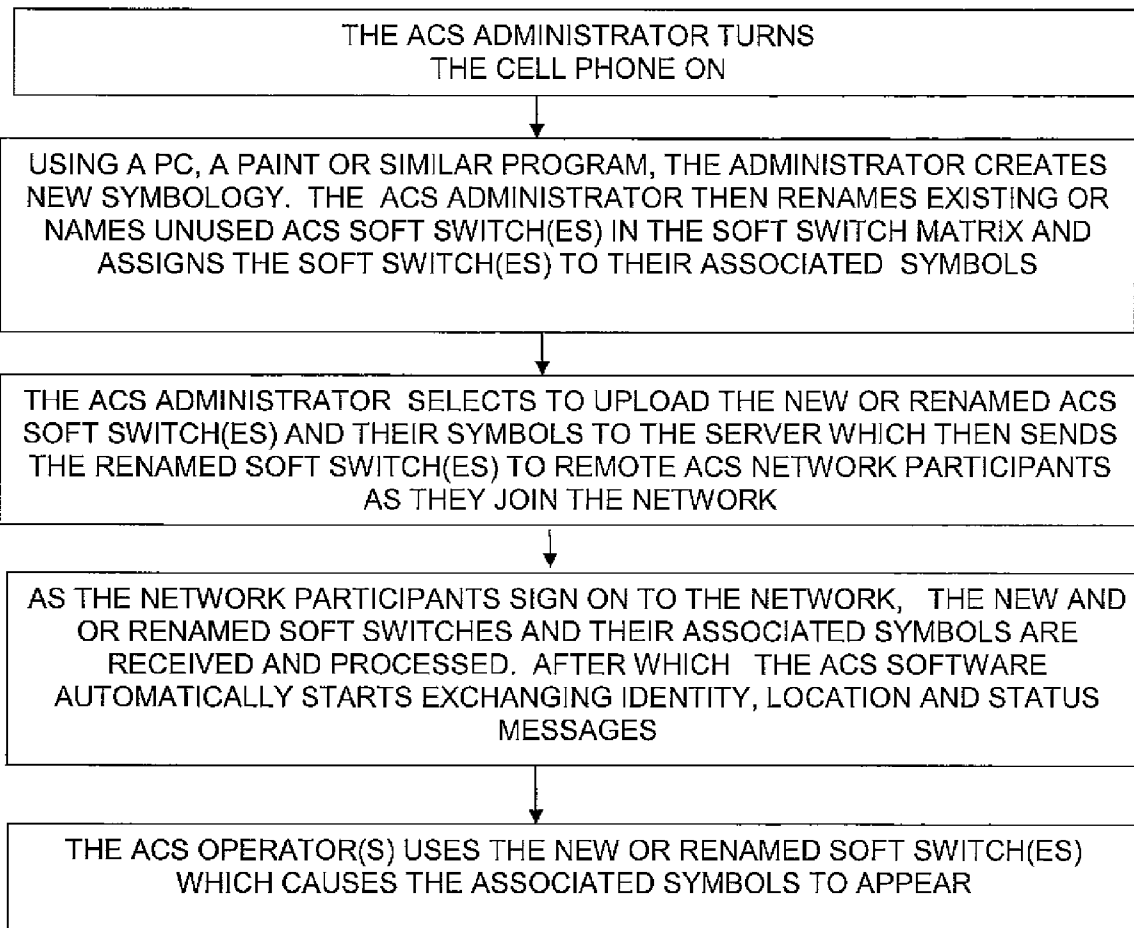 THE ACS ADMINISTRATOR TURNS
THE CELL PHONE ON
USING A PC, A PAINT OR SIMILAR PROGRAM, THE ADMINISTRATOR CREATES
NEW SYMBOLOGY. THE ACS ADMINISTRATOR THEN RENAMES EXISTING OR
NAMES UNUSED ACS SOFT SWITCH(ES) IN THE SOFT SWITCH MATRIX AND
ASSIGNS THE SOFT SWITCH(ES) TO THEIR ASSOCIATED SYMBOLS
THE ACS ADMINISTRATOR SELECTS TO UPLOAD THE NEW OR RENAMED ACS
SOFT SWITCH(ES) AND THEIR SYMBOLS TO THE SERVER WHICH THEN SENDS
THE RENAMED SOFT SWITCH(ES) TO REMOTE ACS NETWORK PARTICIPANTS
AS THEY JOIN THE NETWORK
AS THE NETWORK PARTICIPANTS SIGN ON TO THE NETWORK, THE NEW AND
OR RENAMED SOFT SWITCHES AND THEIR ASSOCIATED SYMBOLS ARE
RECEIVED AND PROCESSED. AFTER WHICH THE ACS SOFTWARE
AUTOMATICALLY STARTS EXCHANGING IDENTITY, LOCATION AND STATUS
MESSAGES
THE ACS OPERATOR(S) USES THE NEW OR RENAMED SOFT SWITCH(ES)
WHICH CAUSES THE ASSOCIATED SYMBOLS TO APPEAR